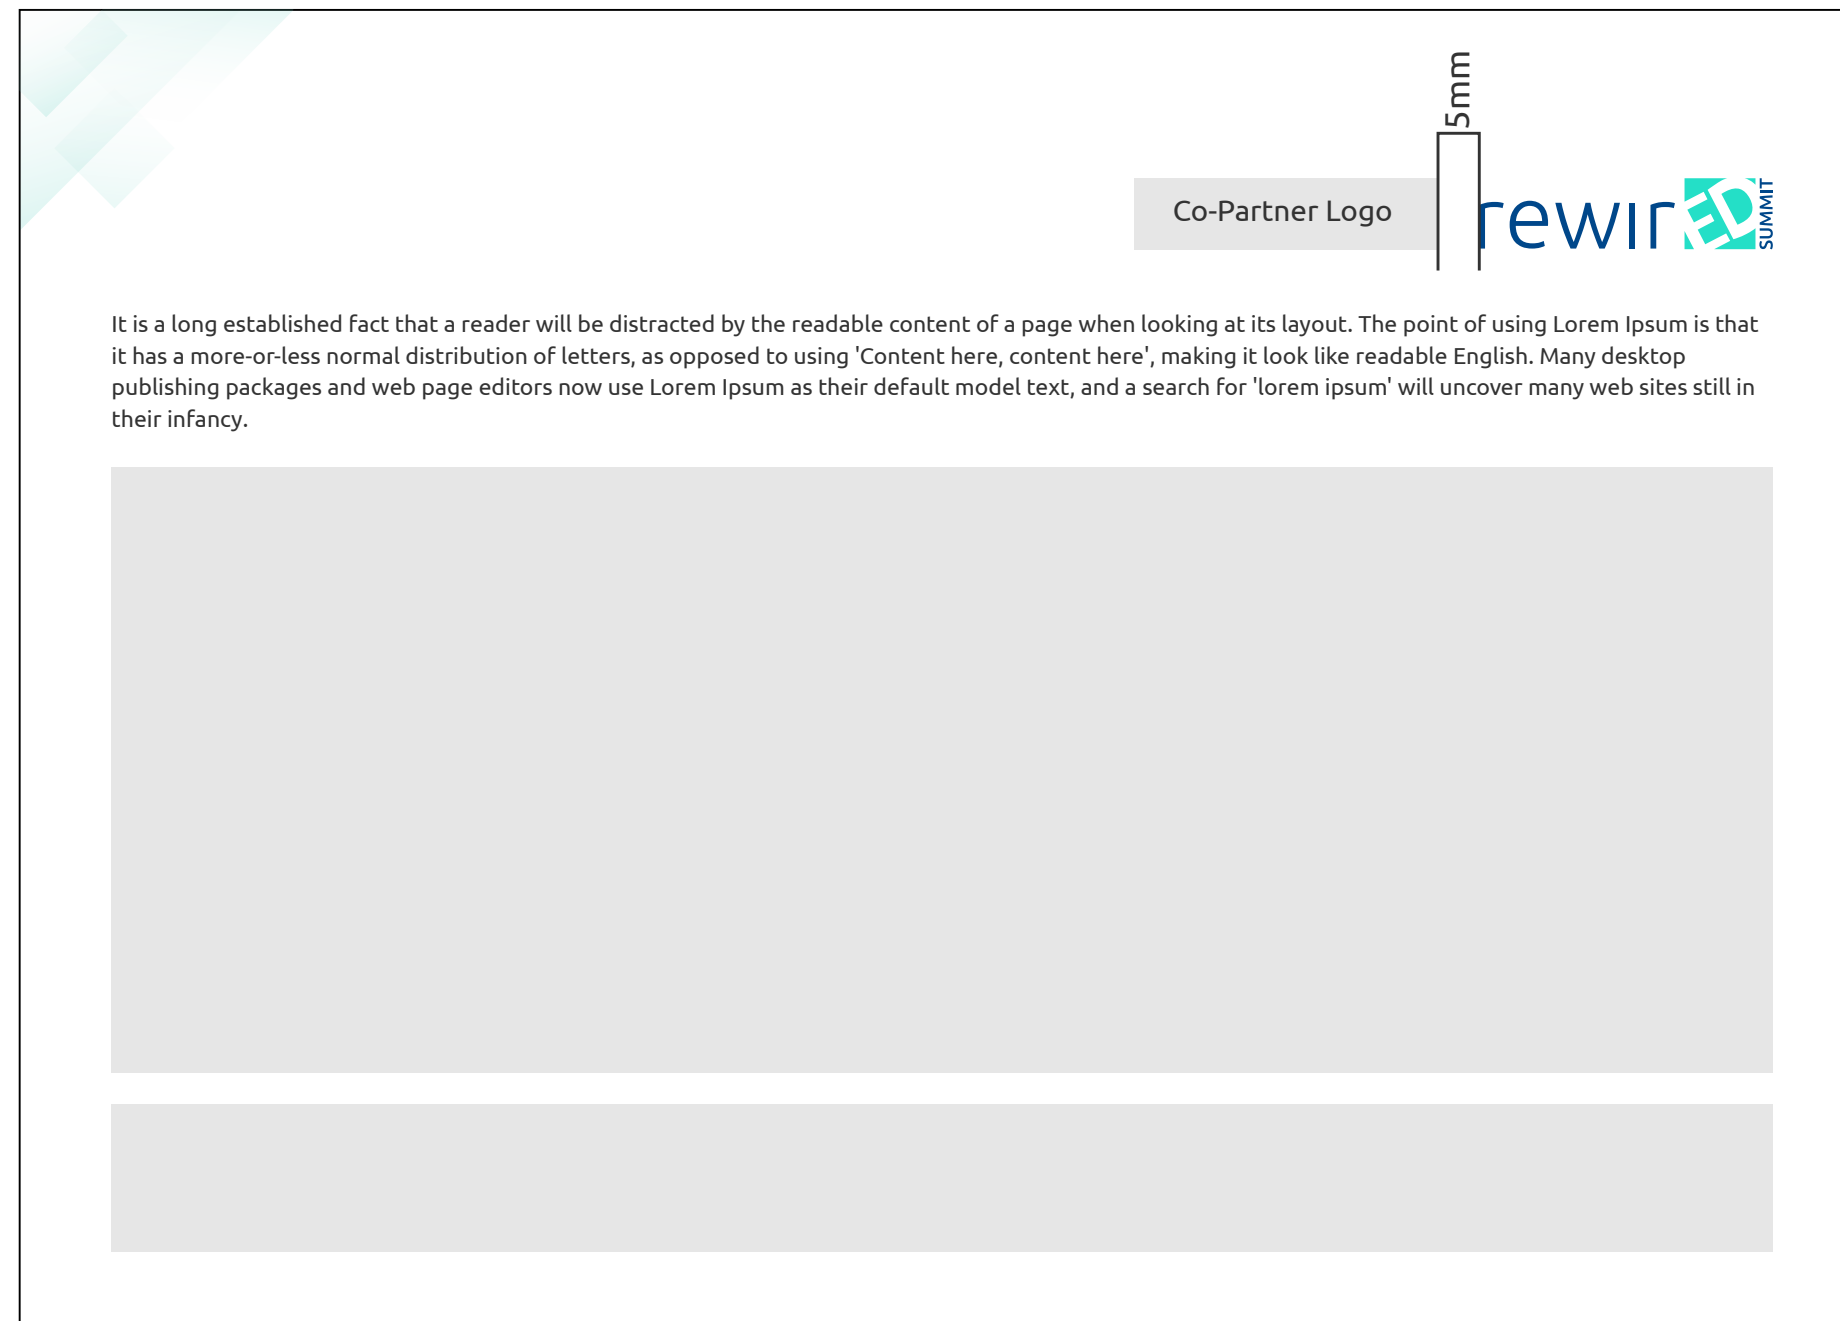 5mm
Co-Partner Logo
rewirED
SUMMIT
It is a long established fact that a reader will be distracted by the readable content of a page when looking at its layout. The point of using Lorem Ipsum is that
it has a more-or-less normal distribution of letters, as opposed to using 'Content here, content here', making it look like readable English. Many desktop
publishing packages and web page editors now use Lorem Ipsum as their default model text, and a search for 'lorem ipsum' will uncover many web sites still in
their infancy.